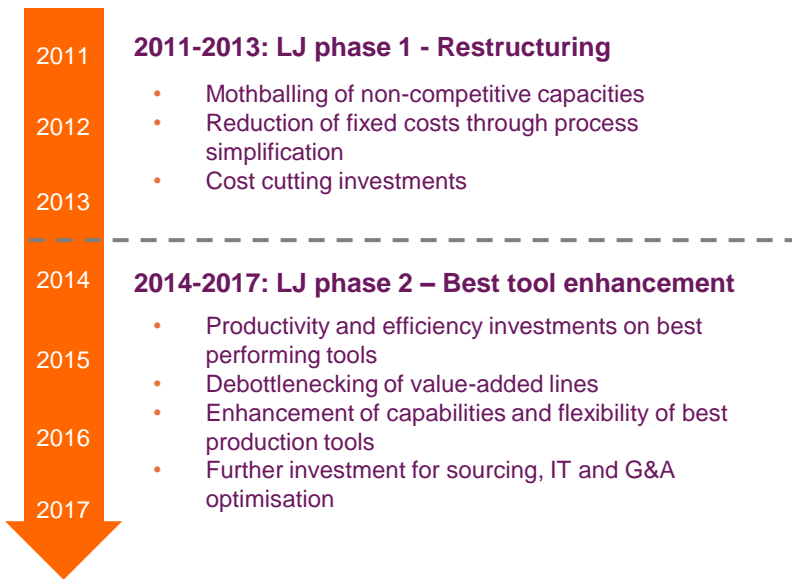 2011
2011-2013: LJ phase 1 - Restructuring
• Mothballing of non-competitive capacities
2012
• Reduction of fixed costs through process
simplification
• Cost cutting investments
2013
2014
2014-2017: LJ phase 2 – Best tool enhancement
• Productivity and efficiency investments on best
performing tools
2015
• Debottlenecking of value-added lines
• Enhancement of capabilities and flexibility of best
production tools
2016
• Further investment for sourcing, IT and G&A
optimisation
2017